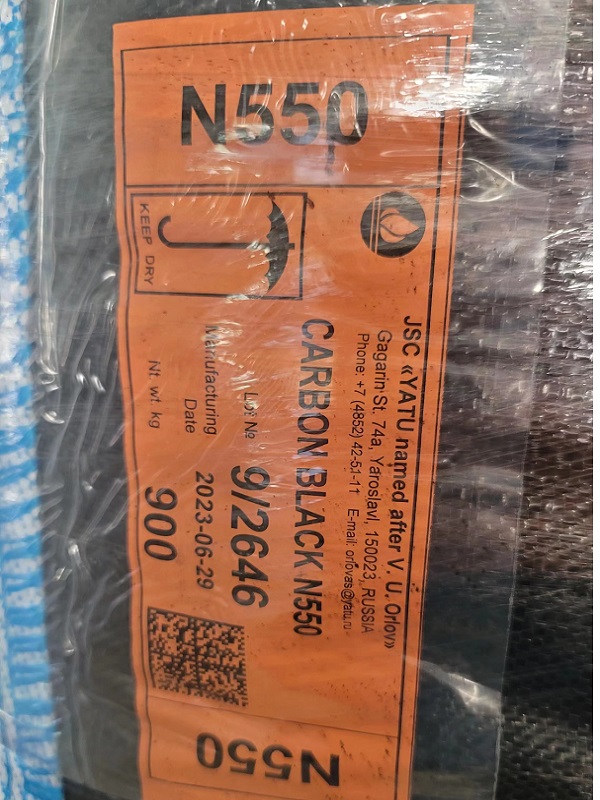 N550
KEEP DRY
JSC «YATU named after V. U. Orlov»
Gagarin St. 74a, Yaroslavl, 150023, RUSSIA
Phone: +7 (4852) 42-51-11 E-mail: orlovas@yatu.ru
CARBON BLACK N550
Lot № 9/2646
Manufacturing
Date 2023-06-29
Nt. wt. kg 900
N550